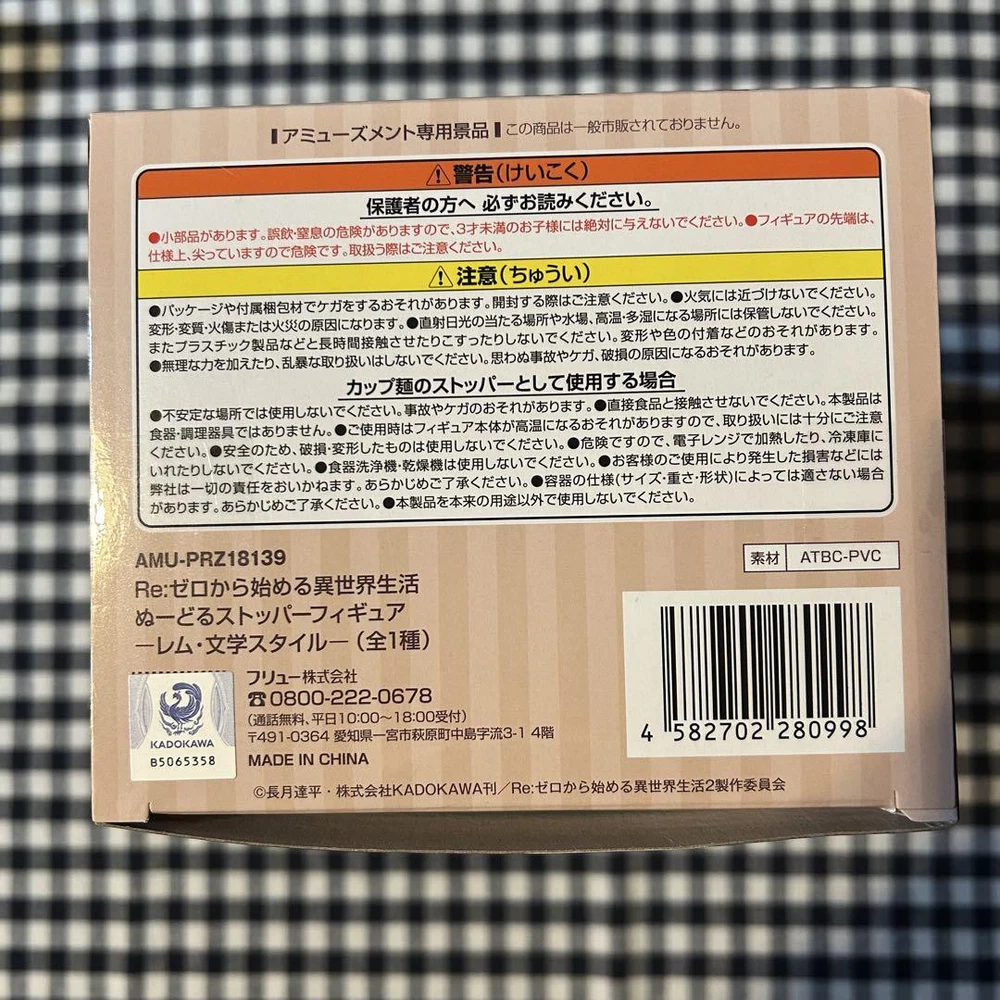 アミューズメント専用景品 この商品は一般市販されておりません。
警告(けいこく)
保護者の方へ 必ずお読みください。
●小部品があります。誤飲・窒息の危険がありますので、3才未満のお子様には絶対に与えないでください。●フィギュアの先端は、
仕様上、尖っていますので危険です。取扱う際はご注意ください。
注意(ちゅうい)
●パッケージや付属梱包材でケガをするおそれがあります。開封する際はご注意ください。●火気には近づけないでください。
変形・変質・火傷または火災の原因になります。●直射日光の当たる場所や水場、高温・多湿になる場所には保管しないでください。
またプラスチック製品などと長時間接触させたりこすったりしないでください。変形や色の付着などのおそれがあります。
●無理な力を加えたり、乱暴な取り扱いはしないでください。思わぬ事故やケガ、破損の原因になるおそれがあります。
カップ麺のストッパーとして使用する場合
●不安定な場所では使用しないでください。事故やケガのおそれがあります。●直接食品と接触させないでください。本製品は
食器・調理器具ではありません。●ご使用時はフィギュア本体が高温になるおそれがありますので、取り扱いには十分にご注意
ください。●安全のため、破損・変形したものは使用しないでください。●危険ですので、電子レンジで加熱したり、冷凍庫に
いれたりしないでください。●食器洗浄機・乾燥機は使用しないでください。●お客様のご使用により発生した損害などには
弊社は一切の責任をおいかねます。あらかじめご了承ください。●容器の仕様(サイズ・重さ・形状)によっては適さない場合
があります。あらかじめご了承ください。●本製品を本来の用途以外で使用しないでください。
AMU-PRZ18139
素材 ATBC-PVC
Re:ゼロから始める異世界生活
ぬーどるストッパーフィギュア
―レム・文学スタイル―(全1種)
フリュー株式会社
☎0800-222-0678
(通話無料、平日10:00～18:00受付)
〒491-0364 愛知県一宮市萩原町中島字流3-1 4階
MADE IN CHINA
KADOKAWA
B5065358
4 582702 280998
©長月達平・株式会社KADOKAWA刊/Re:ゼロから始める異世界生活2製作委員会